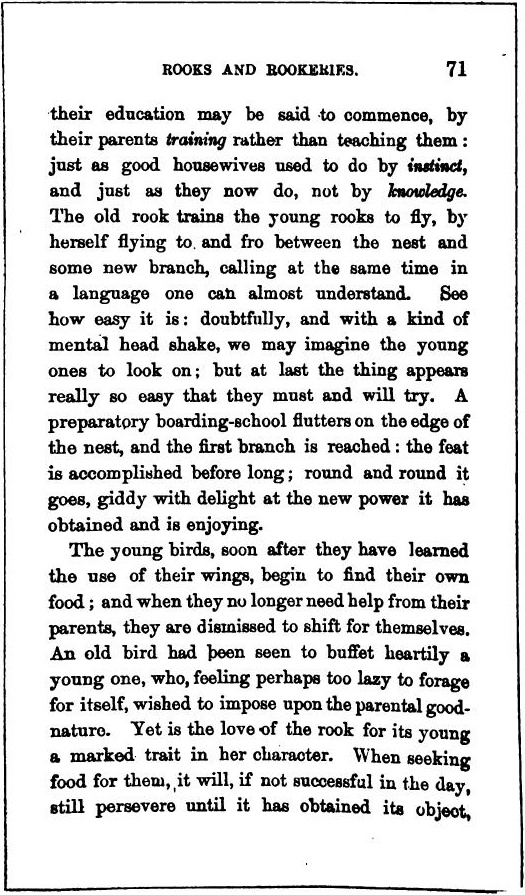 ROOKS AND ROOKERIES. 71
their education may be said to commence, by
their parents training rather than teaching them :
just as good housewives used to do by instinct,
and just as they now do, not by knowledge.
The old rook trains the young rooks to fly, by
herself flying to and fro between the nest and
some new branch, calling at the same time in
a language one can almost understand. See
how easy it is: doubtfully, and with a kind of
mental head shake, we may imagine the young
ones to look on; but at last the thing appears
really so easy that they must and will try. A
preparatory boarding-school flutters on the edge of
the nest, and the first branch is reached : the feat
is accomplished before long; round and round it
goes, giddy with delight at the new power it has
obtained and is enjoying.
The young birds, soon after they have learned
the use of their wings, begin to find their own
food ; and when they no longer need help from their
parents, they are dismissed to shift for themselves.
An old bird had been seen to buffet heartily a
young one, who, feeling perhaps too lazy to forage
for itself, wished to impose upon the parental good-
nature. Yet is the love of the rook for its young
a marked trait in her character. When seeking
food for them, it will, if not successful in the day,
still persevere until it has obtained its object,